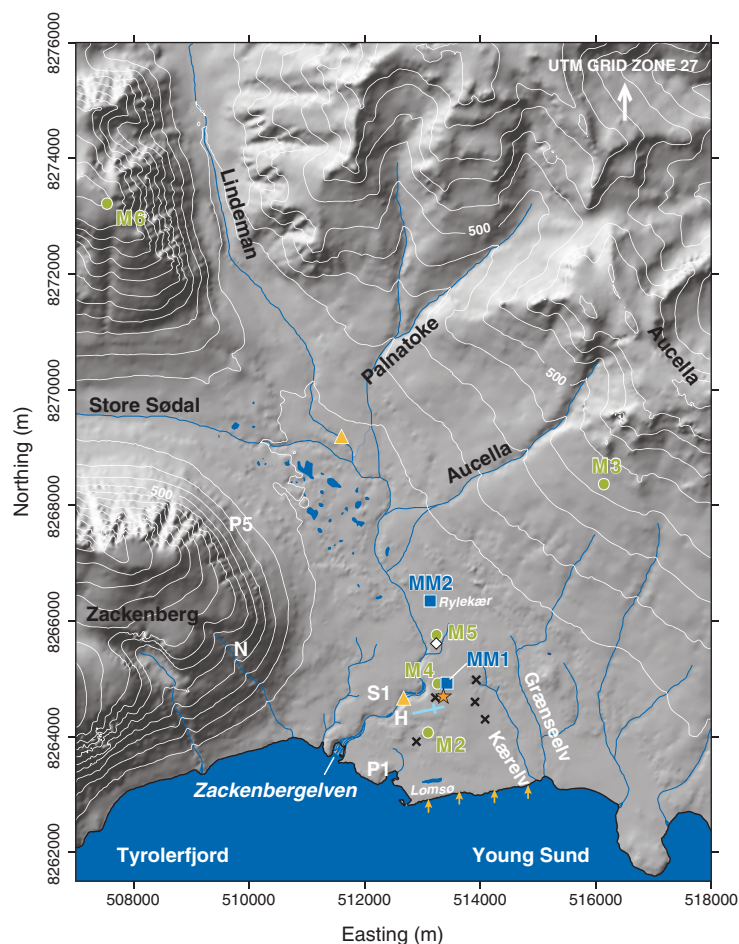 8276000
UTM GRID ZONE 27
8274000
Lindeman
M6
500
8272000
Palnatoke
Aucella
500
8270000
Store Sødal
Northing (m)
Aucella
M3
8268000
500
P5
MM2
Rylekær
Zackenberg
8266000
M5
N
M4
MM1
S1
H
Grænseelv
8264000
M2
Kærelv
P1
Zackenbergelven
Lomsø
8262000
Tyrolerfjord
Young Sund
508000
510000
512000
514000
516000
518000
Easting (m)